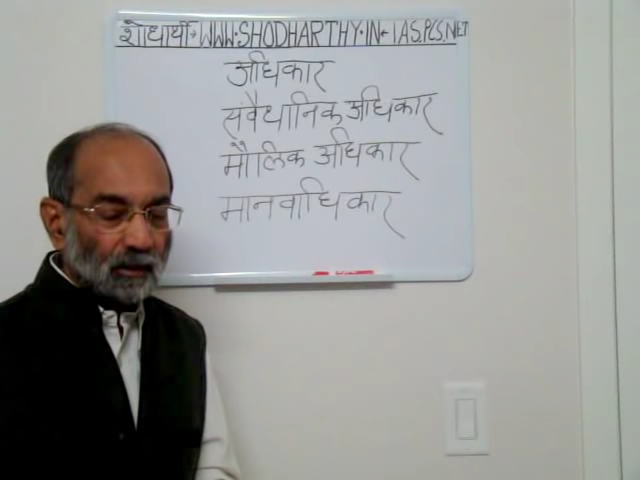 शोधार्थी→WWW.SHODHARTHY.IN←IAS,PCS,NET
अधिकार
संवैधानिक अधिकार
मौलिक अधिकार
मानवाधिकार